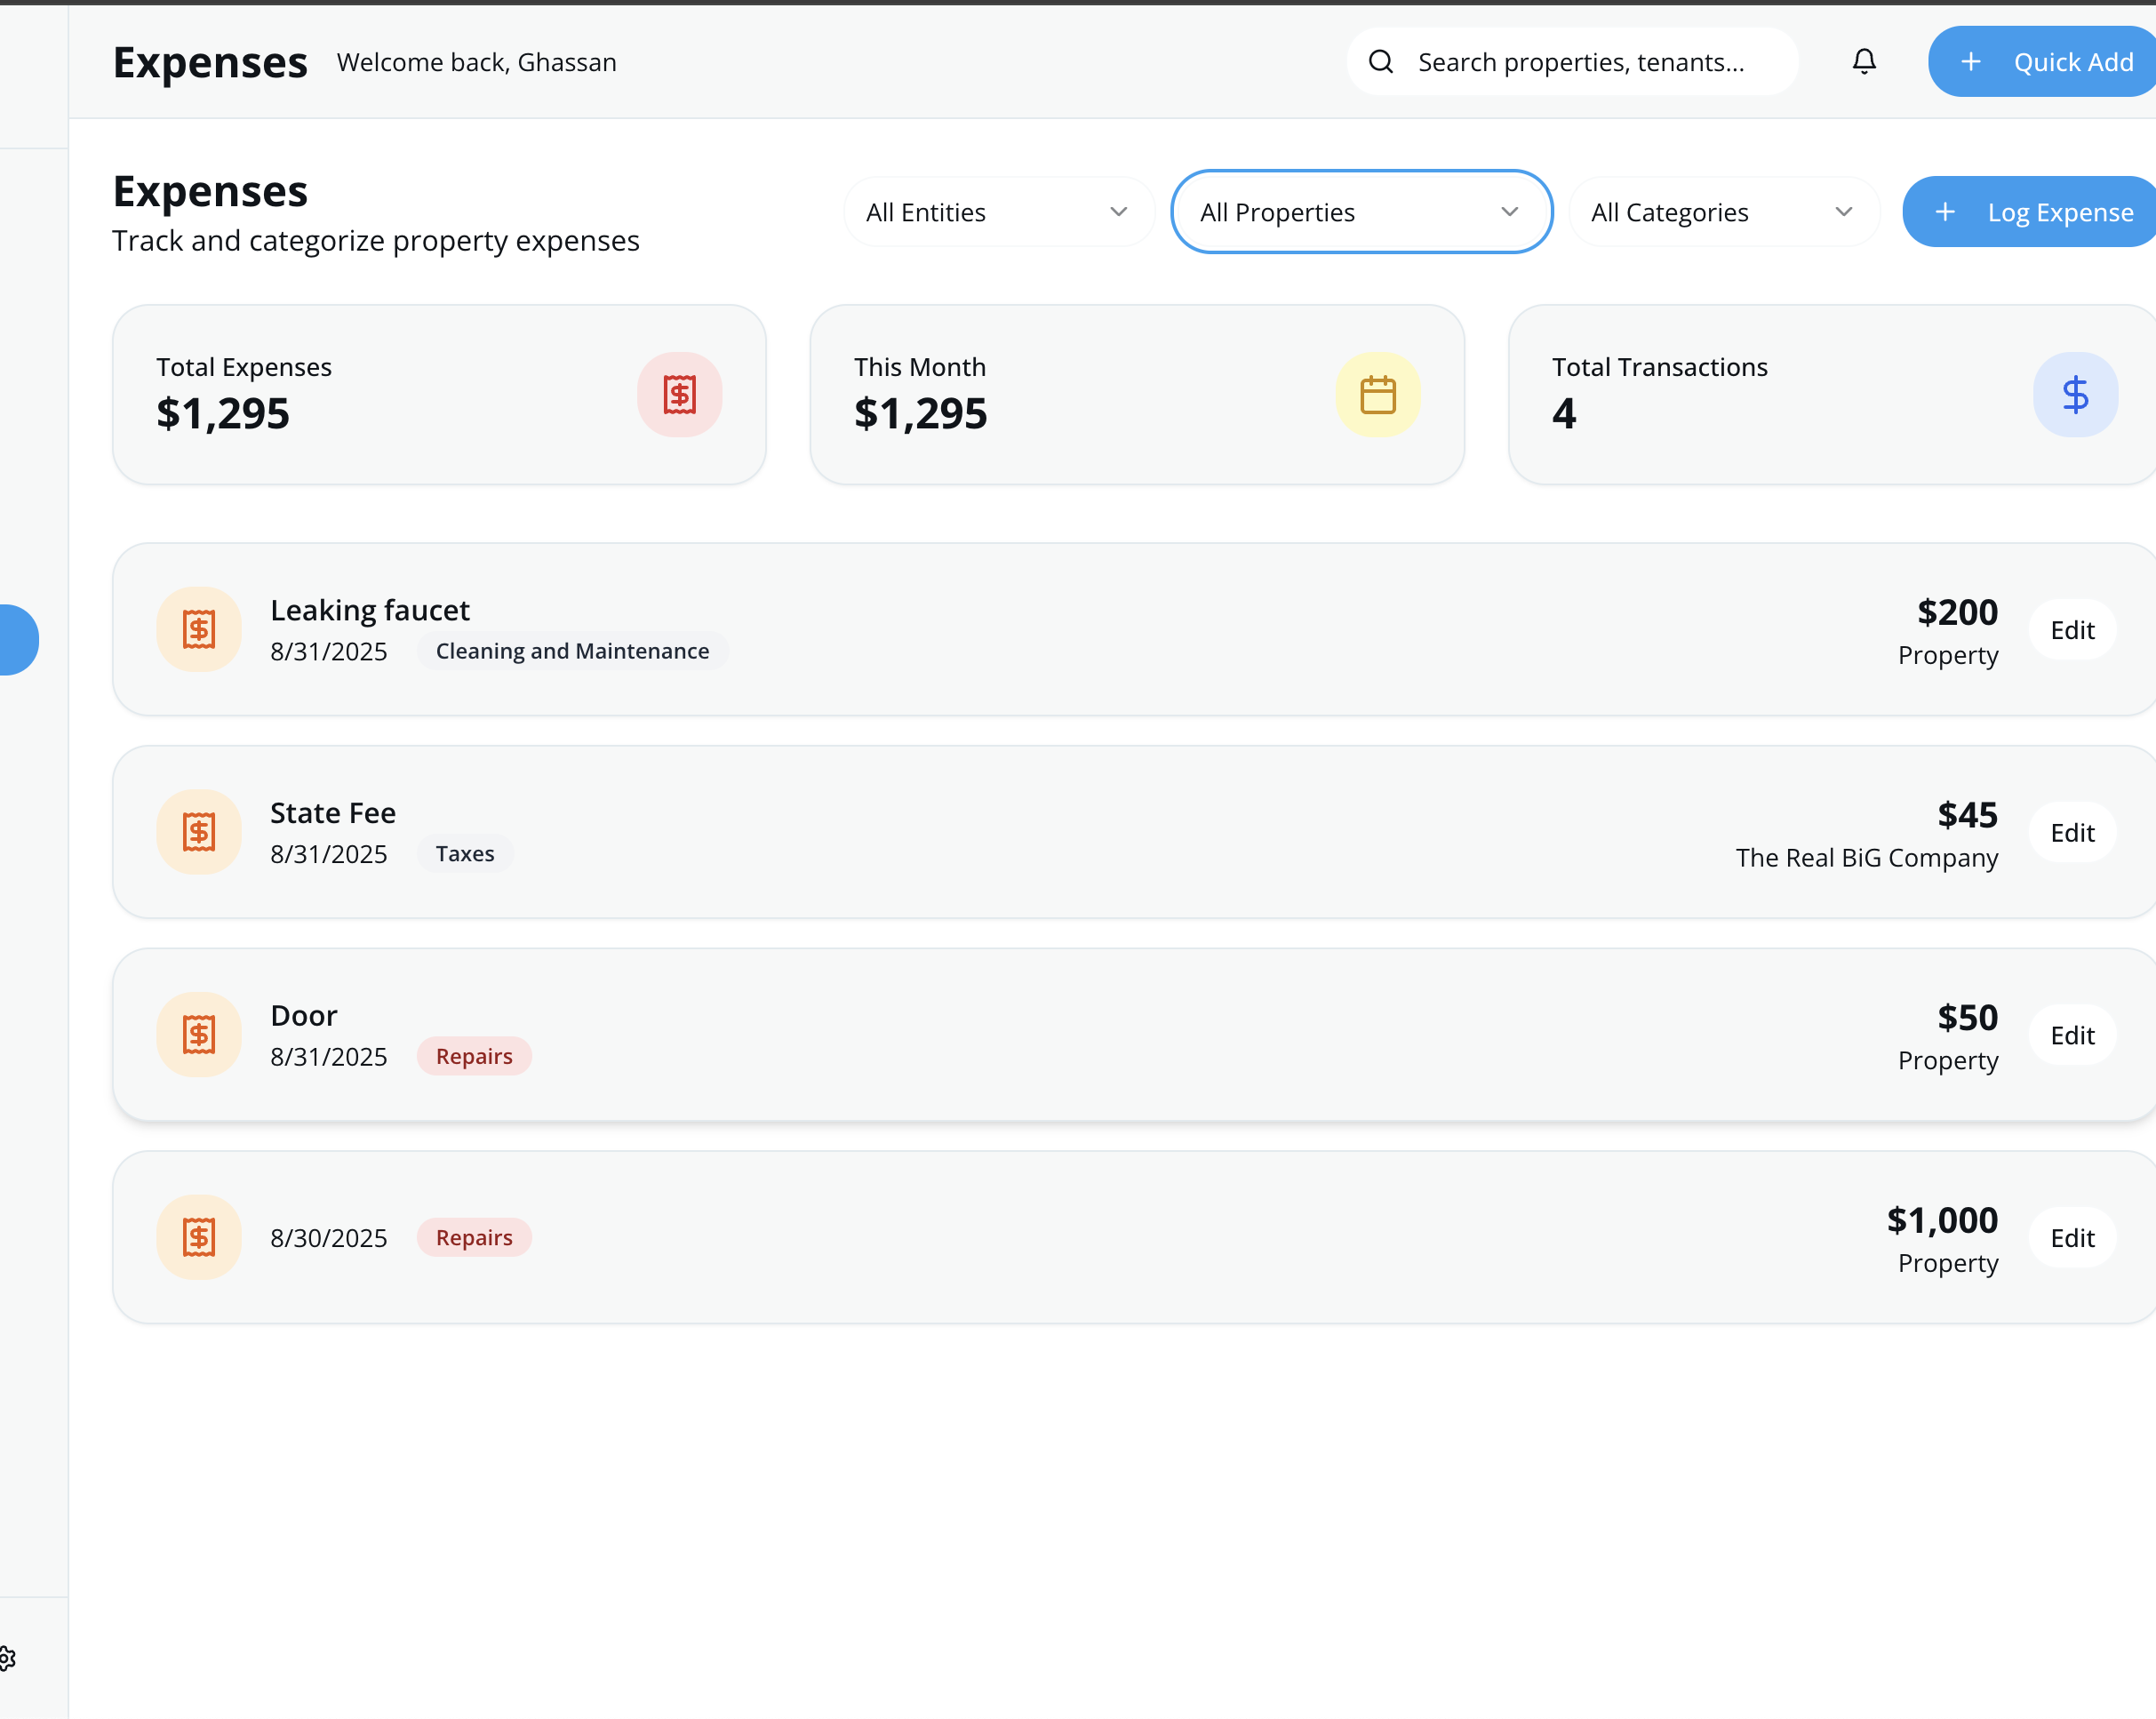 Expenses
Welcome back, Ghassan
Search properties, tenants...
Quick Add
Expenses
Track and categorize property expenses
All Entities
All Properties
All Categories
Log Expense
Total Expenses
$1,295
This Month
$1,295
Total Transactions
4
Leaking faucet
8/31/2025
Cleaning and Maintenance
$200
Property
Edit
State Fee
8/31/2025
Taxes
$45
The Real BiG Company
Edit
Door
8/31/2025
Repairs
$50
Property
Edit
8/30/2025
Repairs
$1,000
Property
Edit